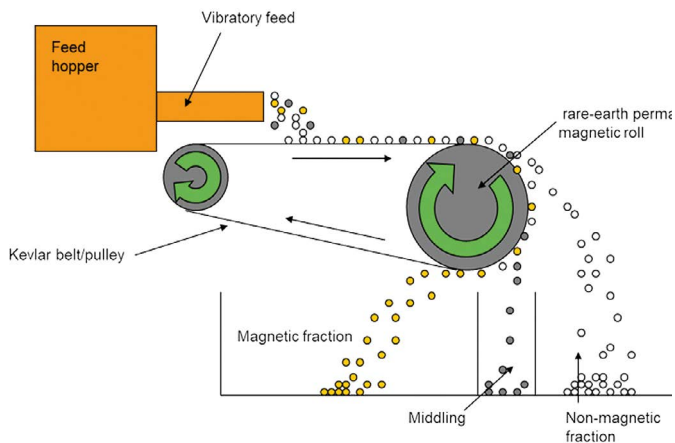 Vibratory feed
Feed
hopper
rare-earth perma
magnetic roll
Kevlar belt/pulley
Magnetic fraction
Middling
Non-magnetic
fraction